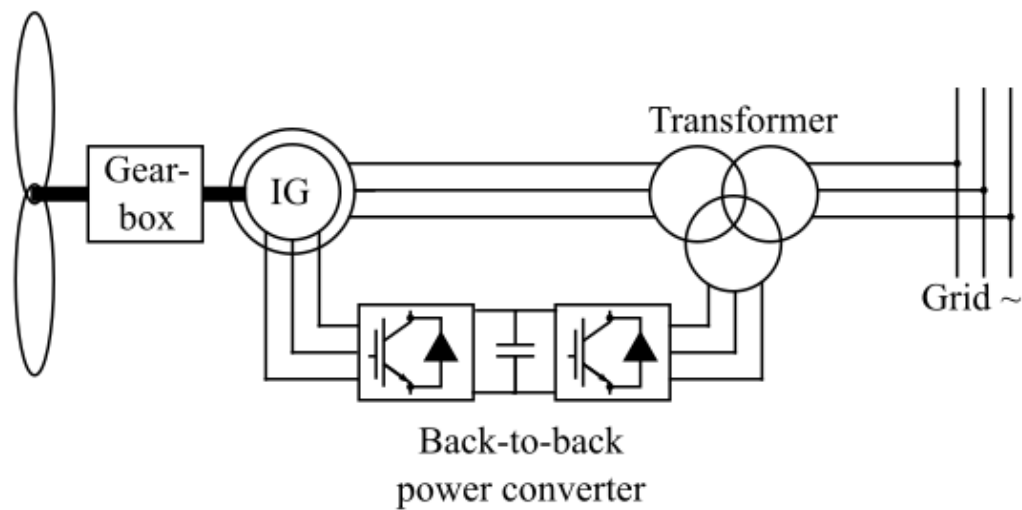 Transformer
Gear-
box
IG
Grid ~
Back-to-back
power converter